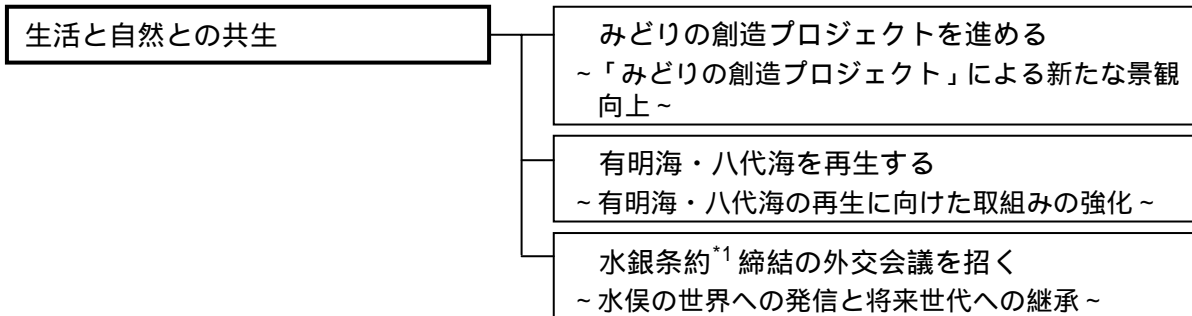 生活と自然との共生
みどりの創造プロジェクトを進める
~「みどりの創造プロジェクト」による新たな景観
向上~
有明海・八代海を再生する
~有明海・八代海の再生に向けた取組みの強化~
水銀条約*1締結の外交会議を招く
~水俣の世界への発信と将来世代への継承~